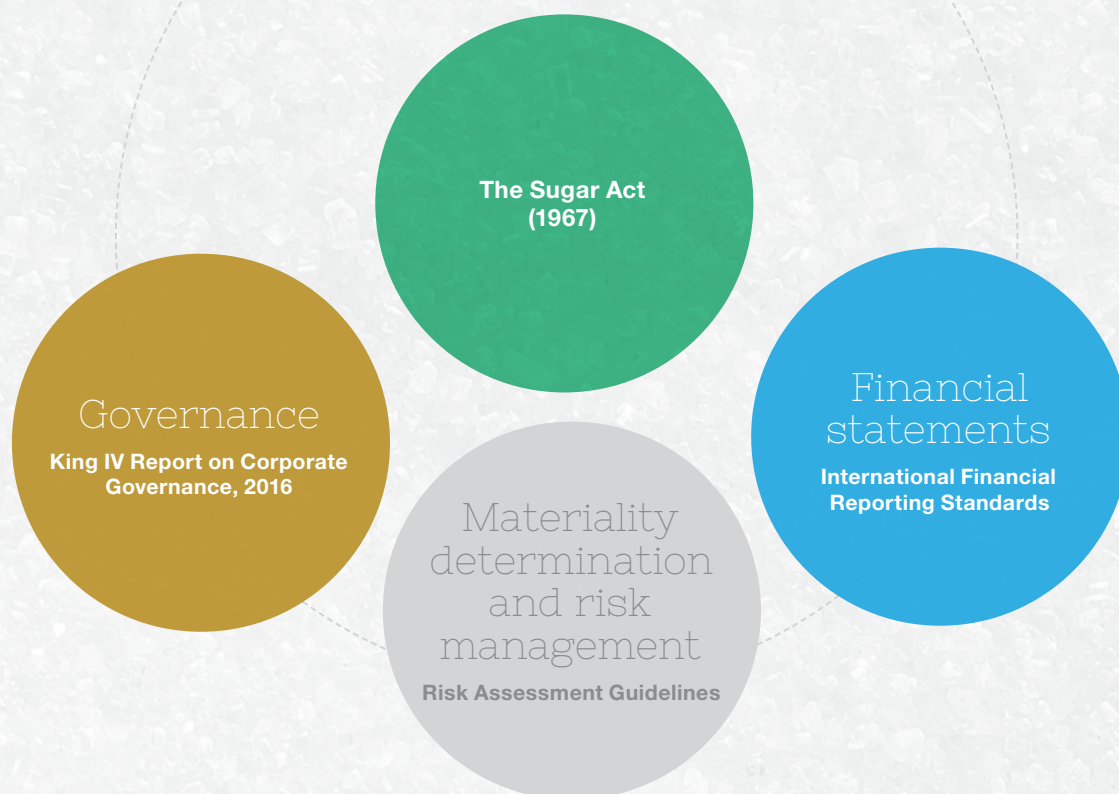 The Sugar Act
(1967)
Governance
King IV Report on Corporate
Governance, 2016
Financial
statements
International Financial
Reporting Standards
Materiality
determination
and risk
management
Risk Assessment Guidelines